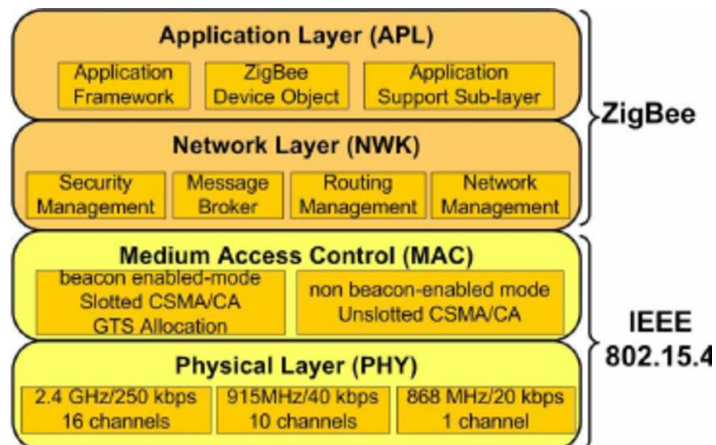 Application Layer (APL)
Application
Framework
ZigBee
Device Object
Application
Support Sub-layer
ZigBee
Network Layer (NWK)
Security
Management
Message
Broker
Routing
Management
Network
Management
Medium Access Control (MAC)
beacon enabled-mode
Slotted CSMA/CA
GTS Allocation
non beacon-enabled mode
Unslotted CSMA/CA
IEEE
802.15.4
Physical Layer (PHY)
2.4 GHz/250 kbps
16 channels
915MHz/40 kbps
10 channels
868 MHz/20 kbps
1 channel